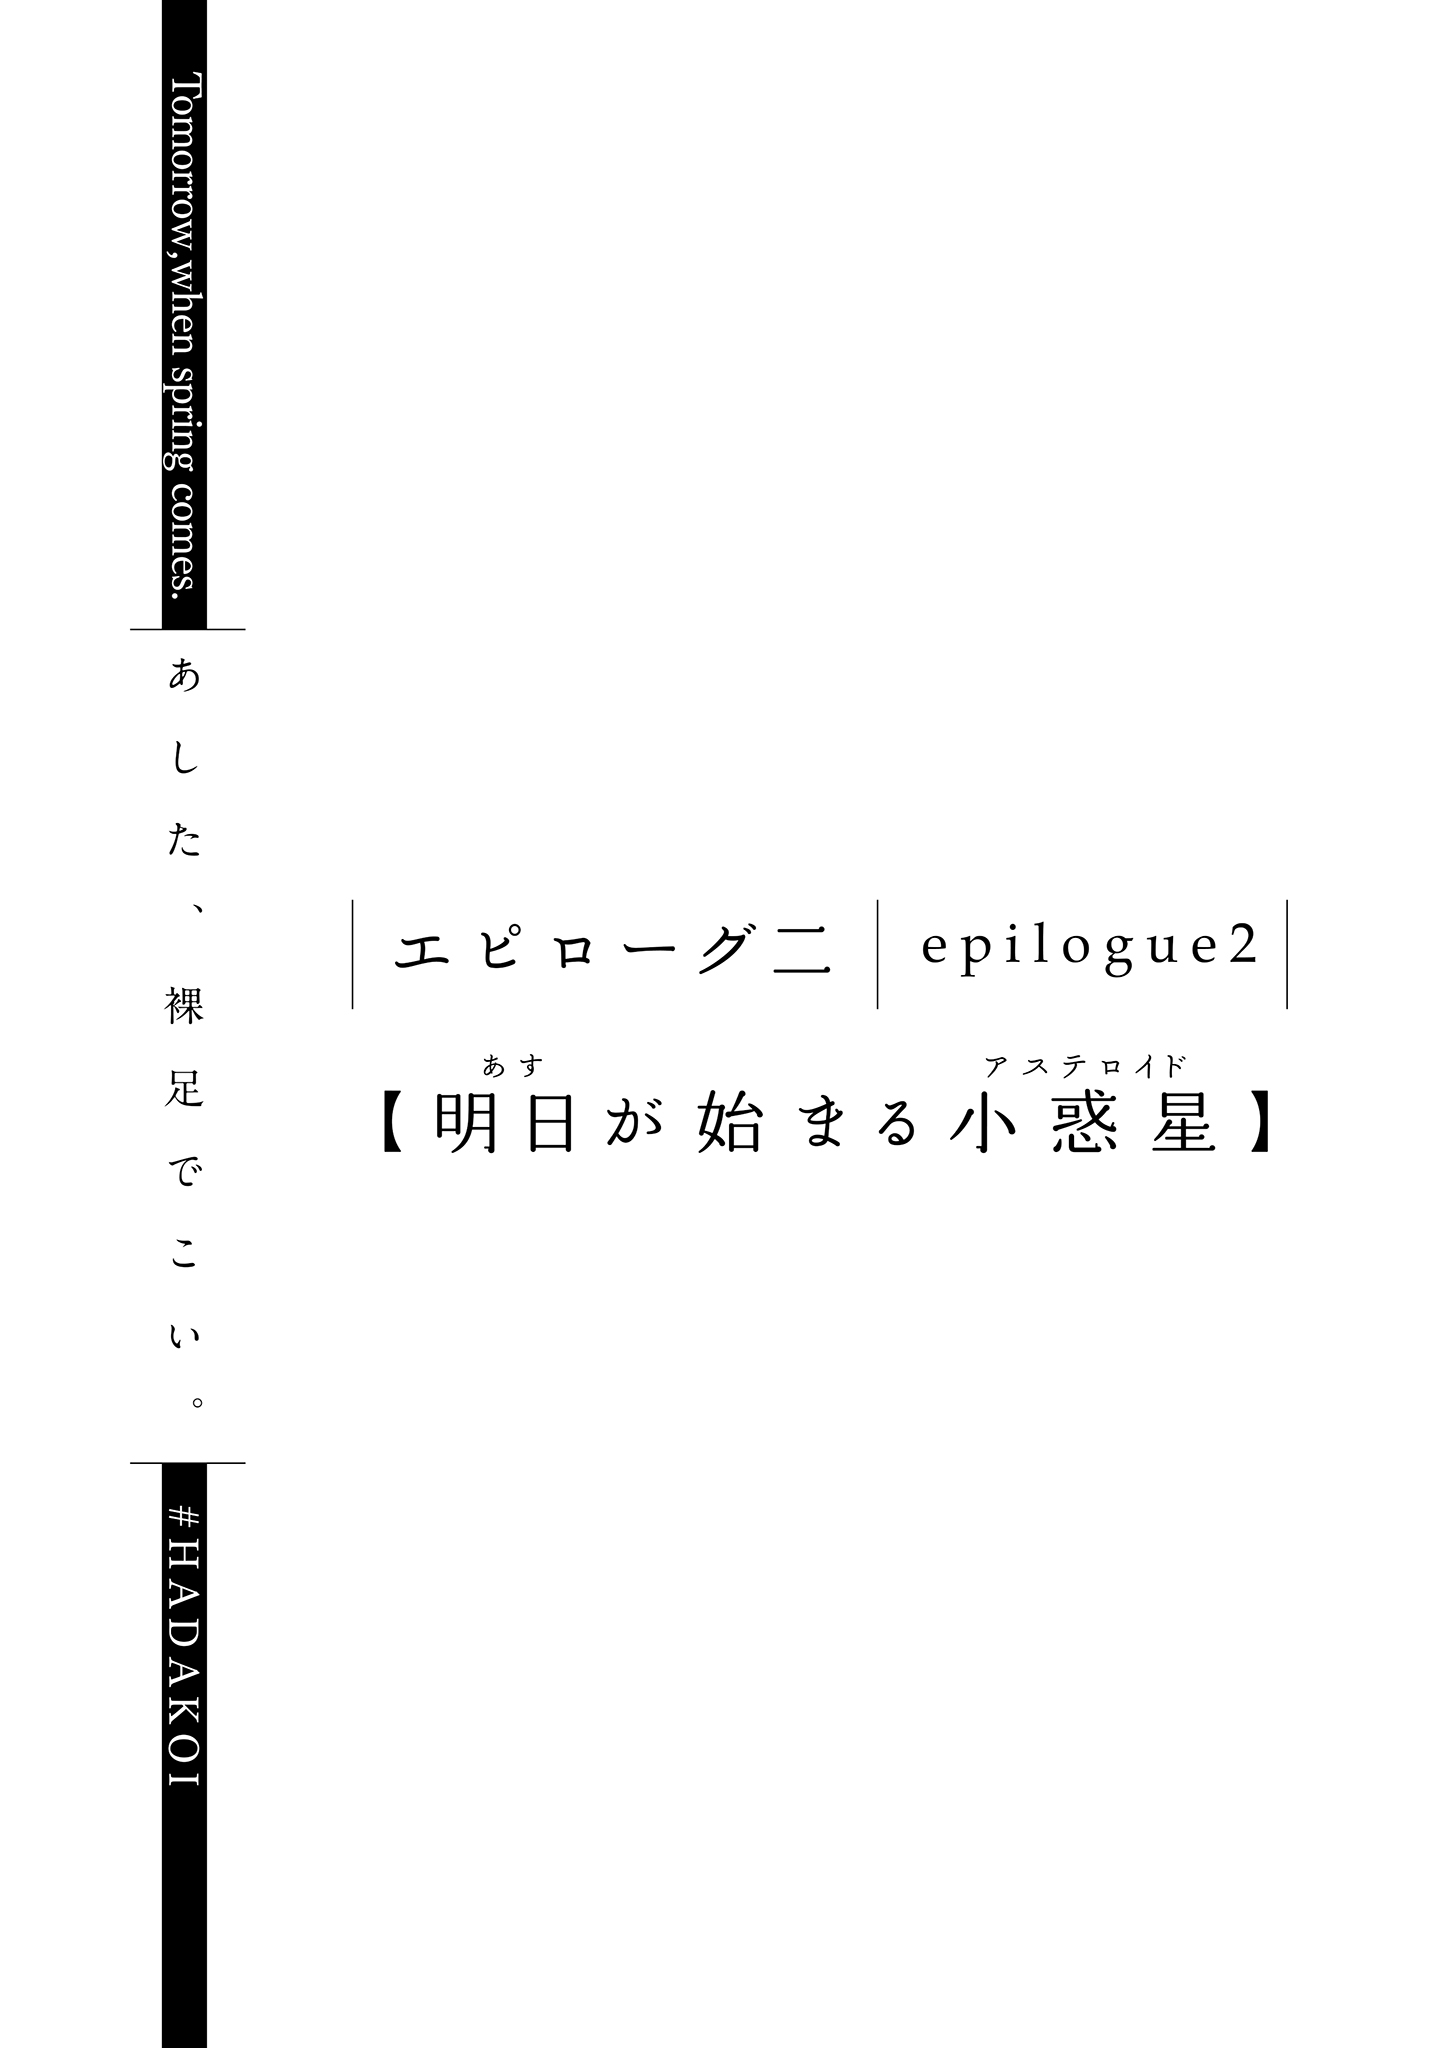 Tomorrow,when spring comes.
あした、裸足でこい。
#HADAKOI
エピローグ二
epilogue2
あす アステロイド
【明日が始まる小惑星】